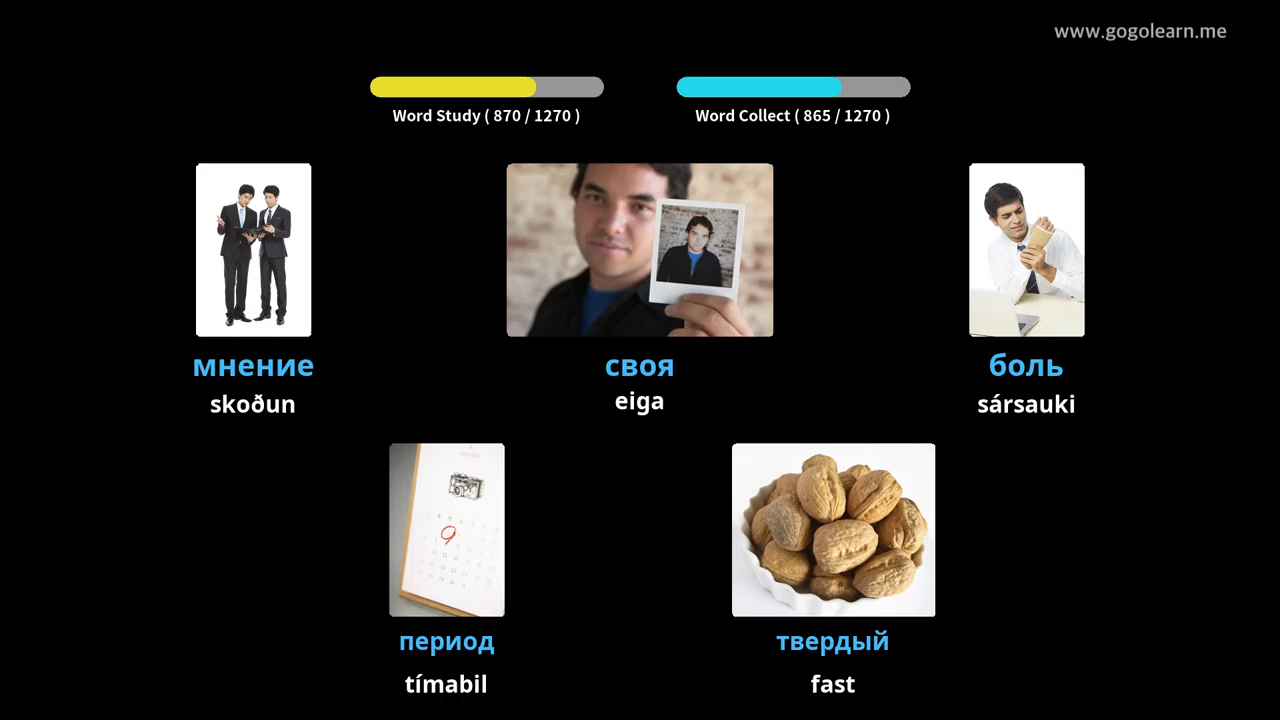 www.gogolearn.me
Word Study ( 870 / 1270 )
Word Collect ( 865 / 1270 )
мнение
skoðun
своя
eiga
боль
sársauki
период
tímabil
твердый
fast